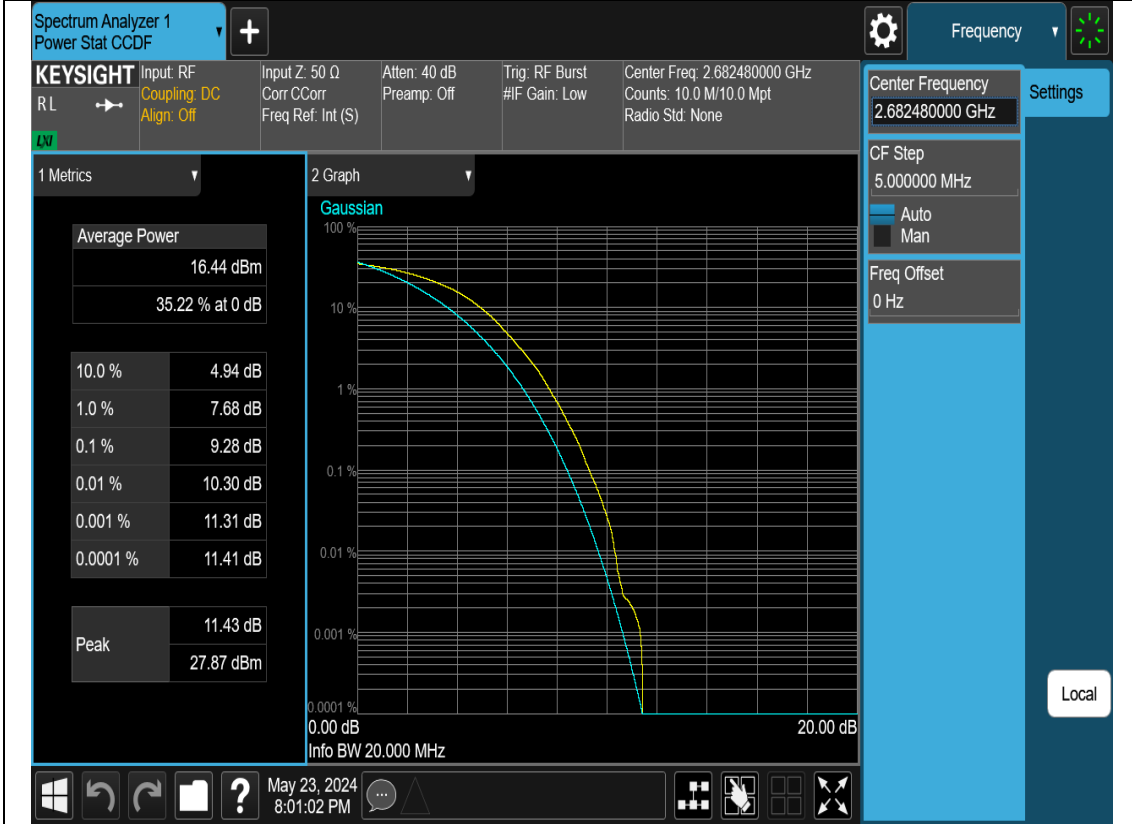 Spectrum Analyzer 1
Power Stat CCDF
+
Frequency
KEYSIGHT
RL
LXI
Input: RF
Coupling: DC
Align: Off
Input Z: 50 Ω
Corr CCorr
Freq Ref: Int (S)
Atten: 40 dB
Preamp: Off
Trig: RF Burst
#IF Gain: Low
Center Freq: 2.682480000 GHz
Counts: 10.0 M/10.0 Mpt
Radio Std: None
Center Frequency
2.682480000 GHz
Settings
CF Step
5.000000 MHz
Auto
Man
Freq Offset
0 Hz
1 Metrics
Average Power
16.44 dBm
35.22 % at 0 dB
10.0 % 4.94 dB
1.0 % 7.68 dB
0.1 % 9.28 dB
0.01 % 10.30 dB
0.001 % 11.31 dB
0.0001 % 11.41 dB
Peak
11.43 dB
27.87 dBm
2 Graph
Gaussian
100 %
10 %
1 %
0.1 %
0.01 %
0.001 %
0.0001 %
0.00 dB 20.00 dB
Info BW 20.000 MHz
Local
?
May 23, 2024
8:01:02 PM